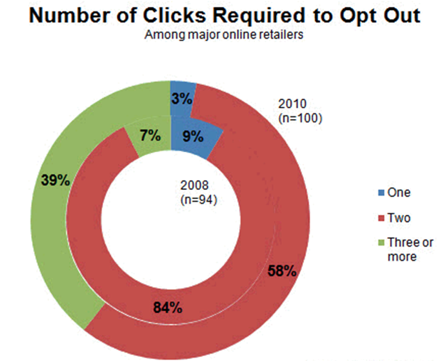 Number of Clicks Required to Opt Out
Among major online retailers
3%
2010
(n=100)
7%
9%
39%
2008
(n=94)
One
Two
Three or
more
58%
84%